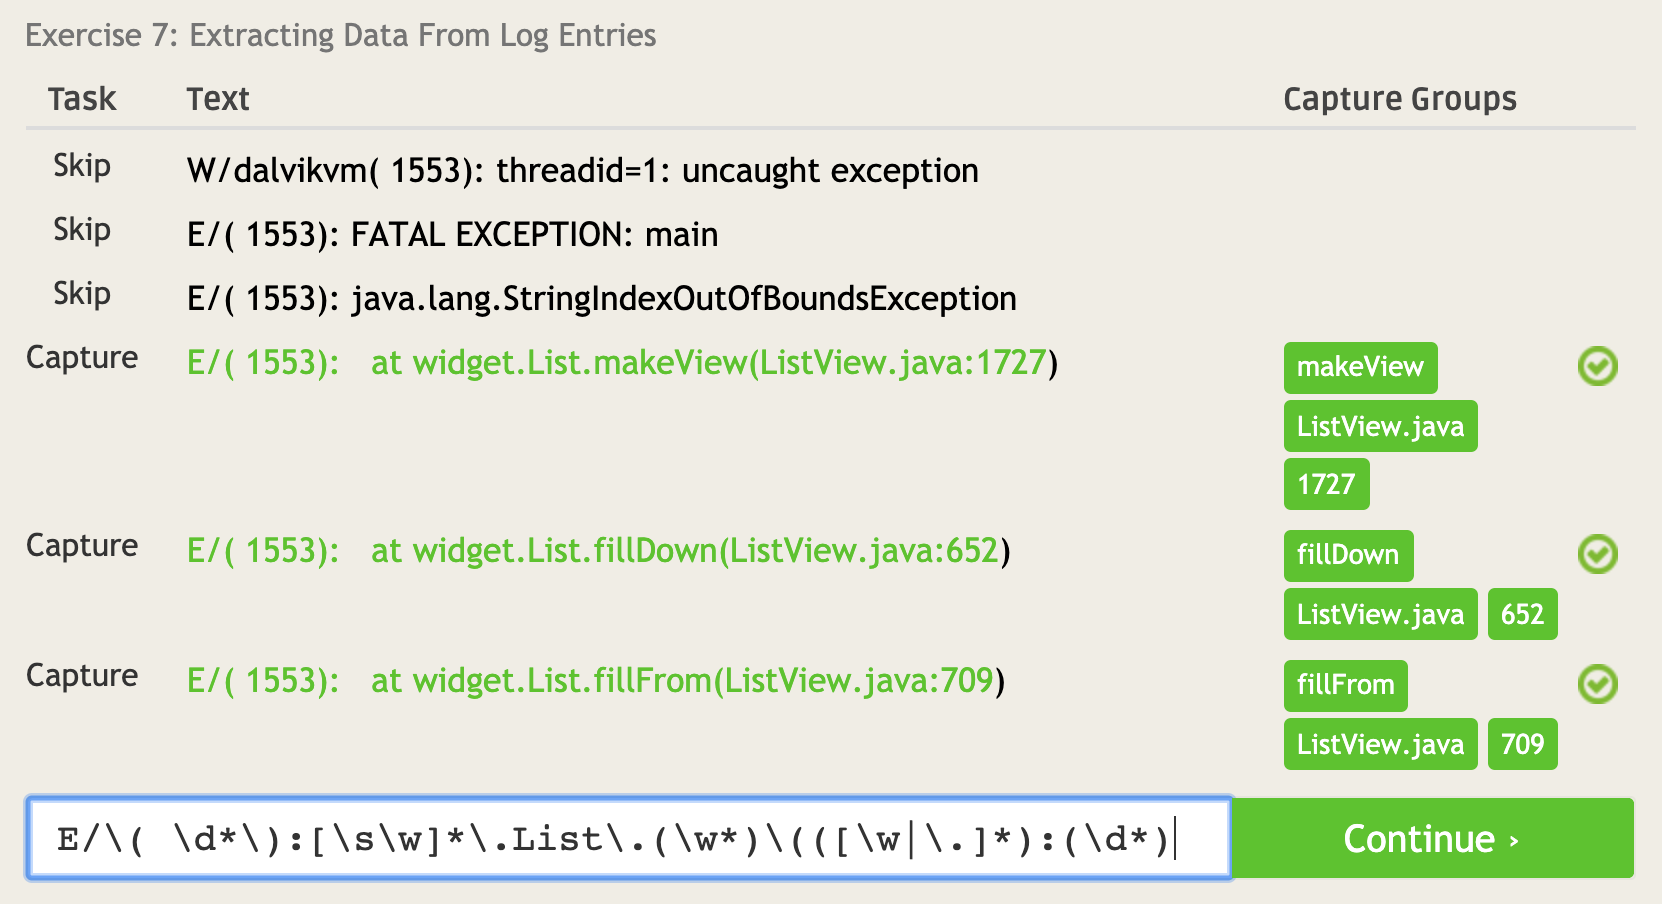 Exercise 7: Extracting Data From Log Entries
Task Text Capture Groups
Skip W/dalvikvm( 1553): threadid=1: uncaught exception
Skip E/( 1553): FATAL EXCEPTION: main
Skip E/( 1553): java.lang.StringIndexOutOfBoundsException
Capture E/( 1553):   at widget.List.makeView(ListView.java:1727) makeView
ListView.java
1727
Capture E/( 1553):   at widget.List.fillDown(ListView.java:652) fillDown
ListView.java 652
Capture E/( 1553):   at widget.List.fillFrom(ListView.java:709) fillFrom
ListView.java 709
E/\( \d*\):[\s\w]*\.List\.(\w*)\(([\w|\.]*):(\d*) Continue ›